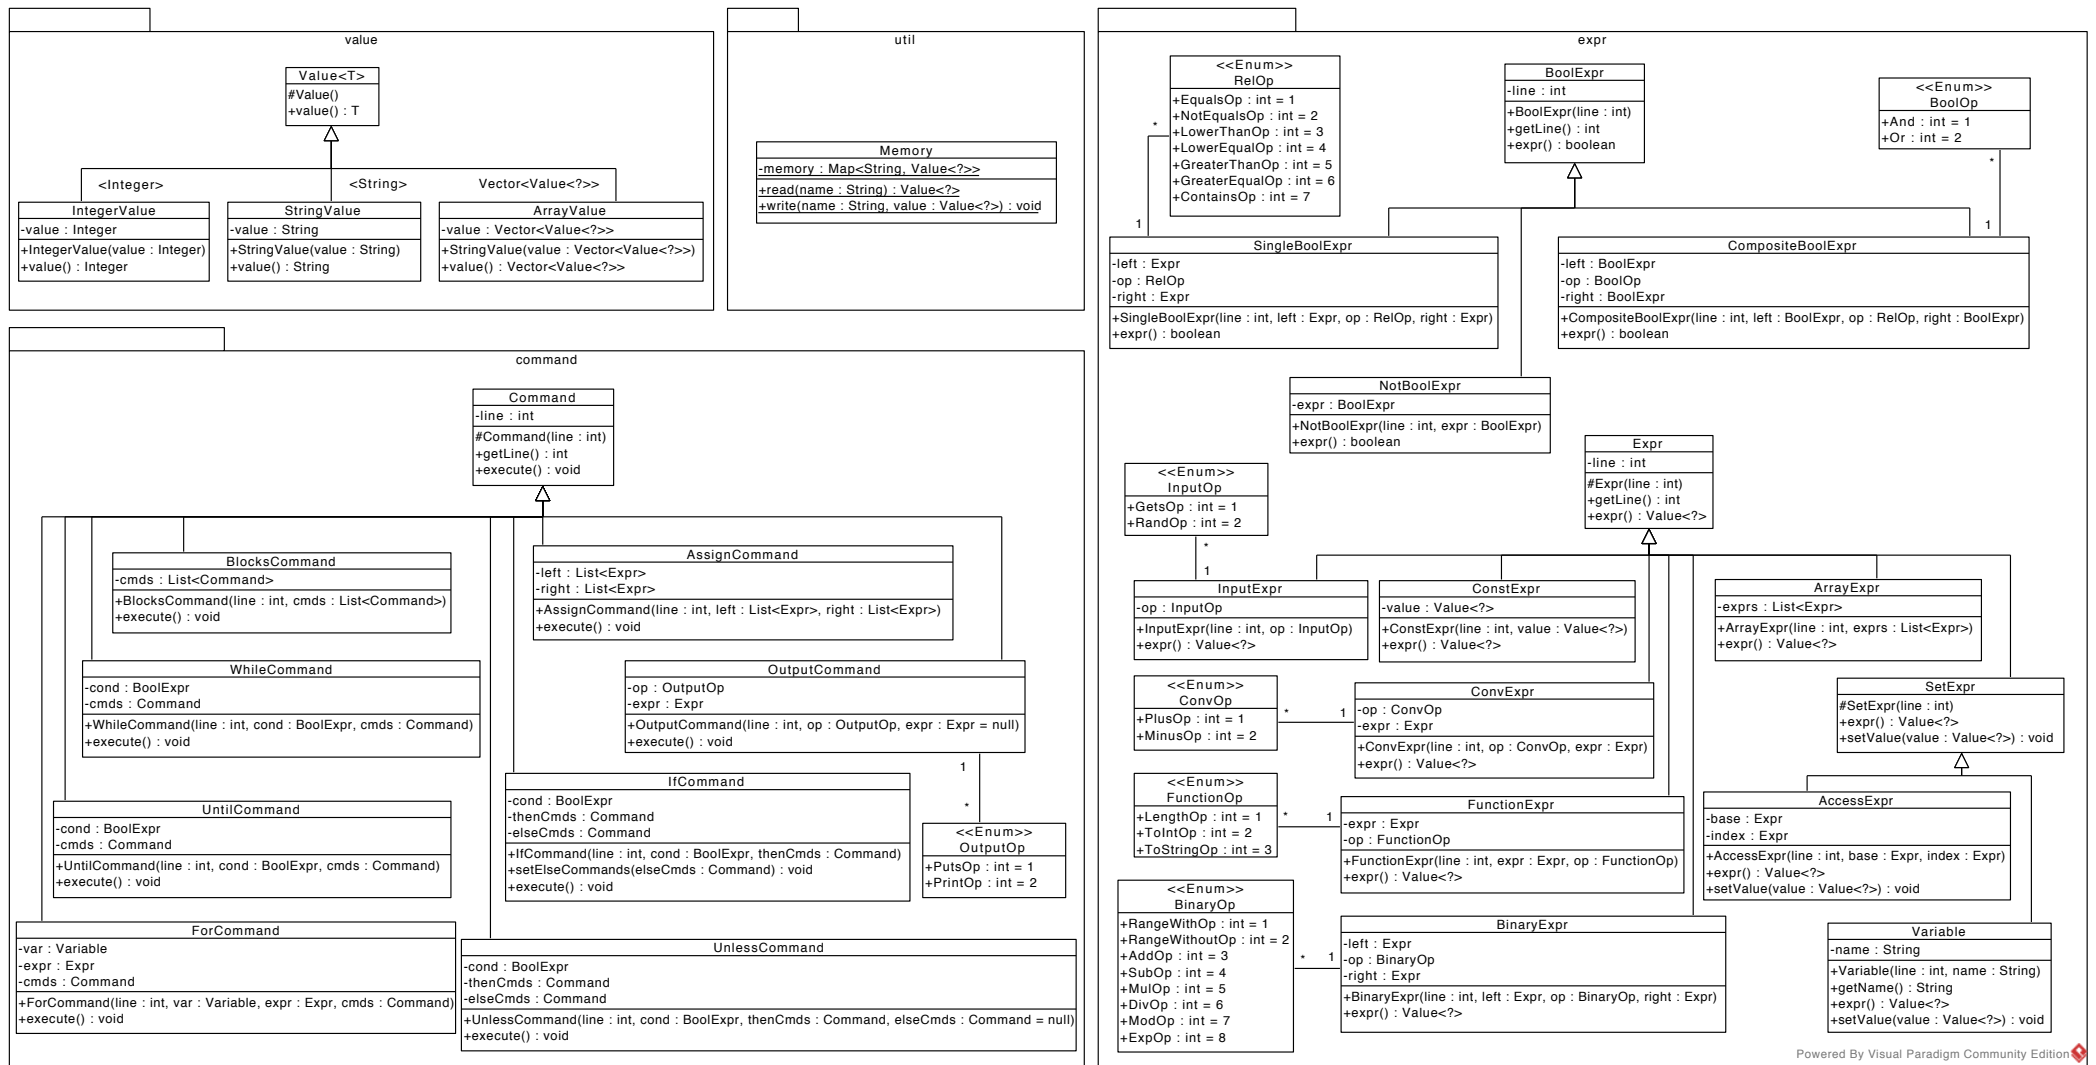 value
Value<T>
#Value()
+value() : T
<Integer>
<String>
Vector<Value<?>>
IntegerValue
-value : Integer
+IntegerValue(value : Integer)
+value() : Integer
StringValue
-value : String
+StringValue(value : String)
+value() : String
ArrayValue
-value : Vector<Value<?>>
+StringValue(value : Vector<Value<?>>)
+value() : Vector<Value<?>>
util
Memory
-memory : Map<String, Value<?>>
+read(name : String) : Value<?>
+write(name : String, value : Value<?>) : void
command
Command
-line : int
#Command(line : int)
+getLine() : int
+execute() : void
BlocksCommand
-cmds : List<Command>
+BlocksCommand(line : int, cmds : List<Command>)
+execute() : void
AssignCommand
-left : List<Expr>
-right : List<Expr>
+AssignCommand(line : int, left : List<Expr>, right : List<Expr>)
+execute() : void
WhileCommand
-cond : BoolExpr
-cmds : Command
+WhileCommand(line : int, cond : BoolExpr, cmds : Command)
+execute() : void
OutputCommand
-op : OutputOp
-expr : Expr
+OutputCommand(line : int, op : OutputOp, expr : Expr = null)
+execute() : void
1
*
<<Enum>>
OutputOp
+PutsOp : int = 1
+PrintOp : int = 2
UntilCommand
-cond : BoolExpr
-cmds : Command
+UntilCommand(line : int, cond : BoolExpr, cmds : Command)
+execute() : void
IfCommand
-cond : BoolExpr
-thenCmds : Command
-elseCmds : Command
+IfCommand(line : int, cond : BoolExpr, thenCmds : Command)
+setElseCommands(elseCmds : Command) : void
+execute() : void
ForCommand
-var : Variable
-expr : Expr
-cmds : Command
+ForCommand(line : int, var : Variable, expr : Expr, cmds : Command)
+execute() : void
UnlessCommand
-cond : BoolExpr
-thenCmds : Command
-elseCmds : Command
+UnlessCommand(line : int, cond : BoolExpr, thenCmds : Command, elseCmds : Command = null)
+execute() : void
expr
<<Enum>>
RelOp
+EqualsOp : int = 1
+NotEqualsOp : int = 2
+LowerThanOp : int = 3
+LowerEqualOp : int = 4
+GreaterThanOp : int = 5
+GreaterEqualOp : int = 6
+ContainsOp : int = 7
*
1
BoolExpr
-line : int
+BoolExpr(line : int)
+getLine() : int
+expr() : boolean
<<Enum>>
BoolOp
+And : int = 1
+Or : int = 2
*
1
SingleBoolExpr
-left : Expr
-op : RelOp
-right : Expr
+SingleBoolExpr(line : int, left : Expr, op : RelOp, right : Expr)
+expr() : boolean
CompositeBoolExpr
-left : BoolExpr
-op : BoolOp
-right : BoolExpr
+CompositeBoolExpr(line : int, left : BoolExpr, op : RelOp, right : BoolExpr)
+expr() : boolean
NotBoolExpr
-expr : BoolExpr
+NotBoolExpr(line : int, expr : BoolExpr)
+expr() : boolean
Expr
-line : int
#Expr(line : int)
+getLine() : int
+expr() : Value<?>
<<Enum>>
InputOp
+GetsOp : int = 1
+RandOp : int = 2
*
1
InputExpr
-op : InputOp
+InputExpr(line : int, op : InputOp)
+expr() : Value<?>
ConstExpr
-value : Value<?>
+ConstExpr(line : int, value : Value<?>)
+expr() : Value<?>
ArrayExpr
-exprs : List<Expr>
+ArrayExpr(line : int, exprs : List<Expr>)
+expr() : Value<?>
<<Enum>>
ConvOp
+PlusOp : int = 1
+MinusOp : int = 2
*
1
ConvExpr
-op : ConvOp
-expr : Expr
+ConvExpr(line : int, op : ConvOp, expr : Expr)
+expr() : Value<?>
SetExpr
#SetExpr(line : int)
+expr() : Value<?>
+setValue(value : Value<?>) : void
<<Enum>>
FunctionOp
+LengthOp : int = 1
+ToIntOp : int = 2
+ToStringOp : int = 3
*
1
FunctionExpr
-expr : Expr
-op : FunctionOp
+FunctionExpr(line : int, expr : Expr, op : FunctionOp)
+expr() : Value<?>
AccessExpr
-base : Expr
-index : Expr
+AccessExpr(line : int, base : Expr, index : Expr)
+expr() : Value<?>
+setValue(value : Value<?>) : void
<<Enum>>
BinaryOp
+RangeWithOp : int = 1
+RangeWithoutOp : int = 2
+AddOp : int = 3
+SubOp : int = 4
+MulOp : int = 5
+DivOp : int = 6
+ModOp : int = 7
+ExpOp : int = 8
*
1
BinaryExpr
-left : Expr
-op : BinaryOp
-right : Expr
+BinaryExpr(line : int, left : Expr, op : BinaryOp, right : Expr)
+expr() : Value<?>
Variable
-name : String
+Variable(line : int, name : String)
+getName() : String
+expr() : Value<?>
+setValue(value : Value<?>) : void
Powered By Visual Paradigm Community Edition